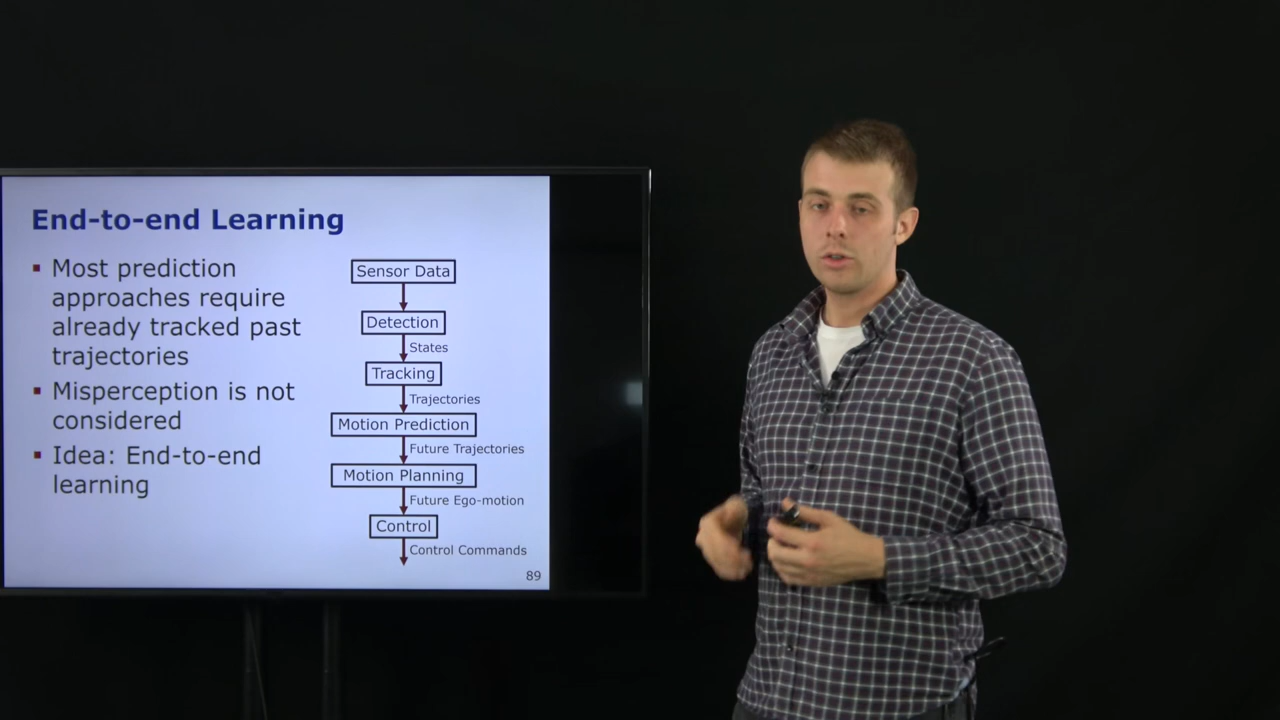 End-to-end Learning
▪ Most prediction
approaches require
already tracked past
trajectories
▪ Misperception is not
considered
▪ Idea: End-to-end
learning
Sensor Data
Detection
States
Tracking
Trajectories
Motion Prediction
Future Trajectories
Motion Planning
Future Ego-motion
Control
Control Commands
89